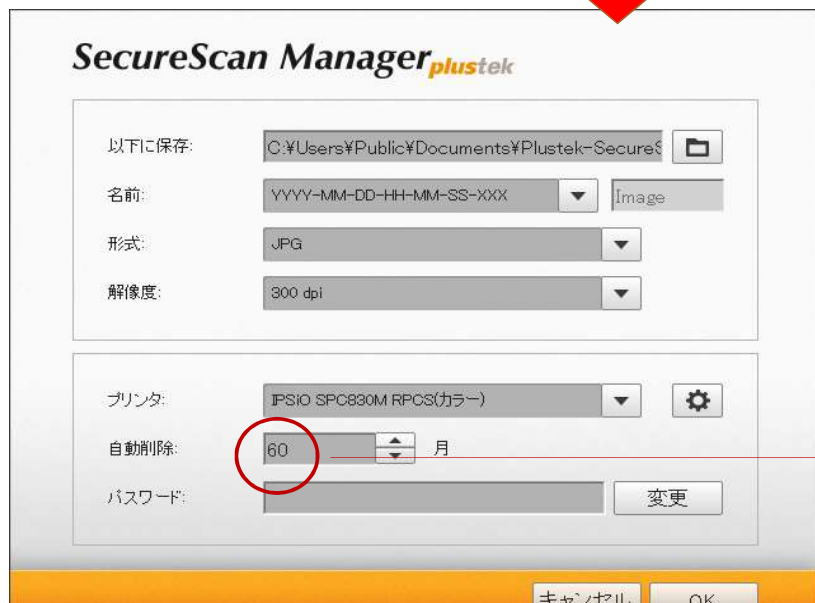 SecureScan Manager plustek
以下に保存: C:¥Users¥Public¥Documents¥Plustek-SecureS
名前: YYYY-MM-DD-HH-MM-SS-XXX Image
形式: JPG
解像度: 300 dpi
プリンタ: IPSiO SPC830M RPCS(カラー)
自動削除: 60 月
パスワード: 変更
キャンセル OK